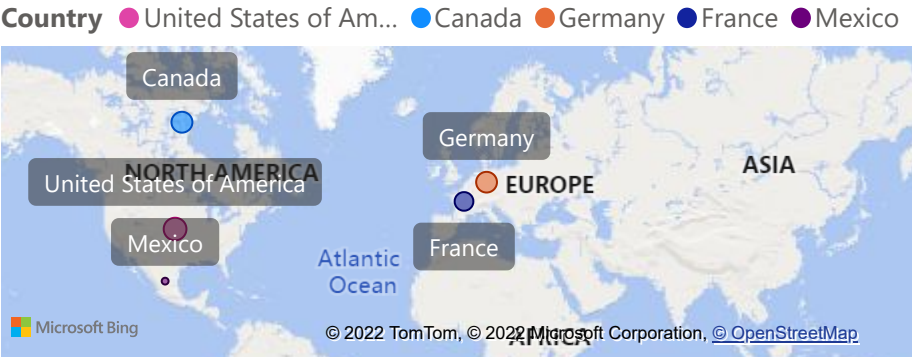 Country United States of Am... Canada Germany France Mexico
Canada
Germany
NORTH AMERICA
ASIA
United States of America
EUROPE
Mexico
France
Atlantic
Ocean
Microsoft Bing
© 2022 TomTom, © 2022 Microsoft Corporation, © OpenStreetMap
AFRICA